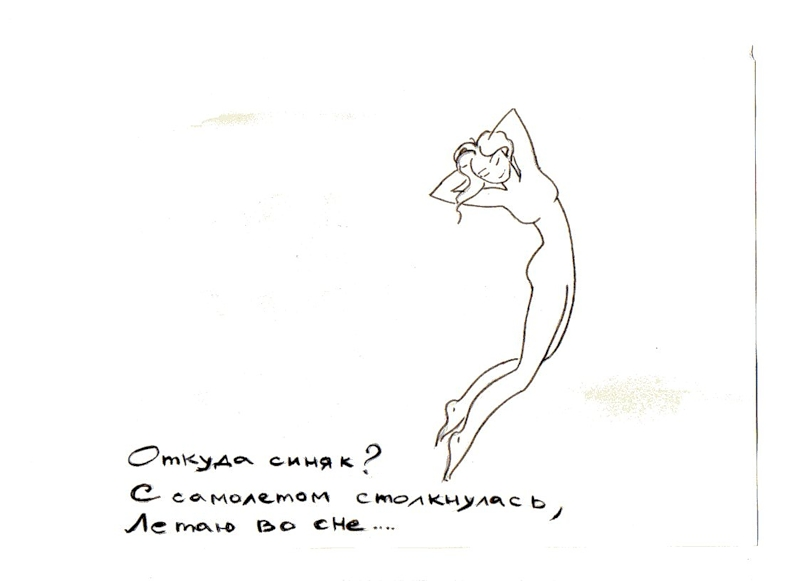 Откуда синяк?
С самолетом столкнулась,
Летаю во сне....